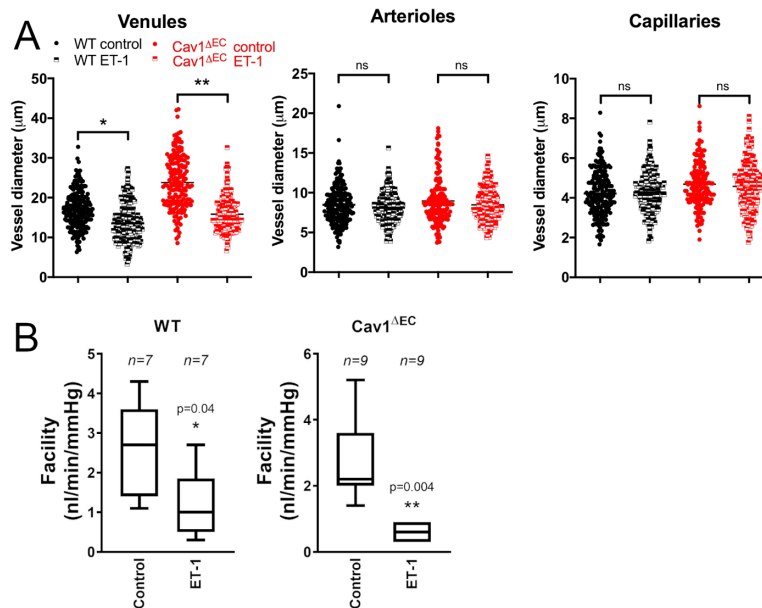 A
Venules
Arterioles
Capillaries
WT control
WT ET-1
Cav1ΔEC control
Cav1ΔEC ET-1
Vessel diameter (μm)
50
40
30
20
10
0
*
**
Vessel diameter (μm)
25
20
15
10
5
0
ns
ns
Vessel diameter (μm)
10
8
6
4
2
0
ns
ns
B
WT
Facility
(nl/min/mmHg)
5
4
3
2
1
0
n=7
n=7
p=0.04
*
Control
ET-1
Cav1ΔEC
Facility
(nl/min/mmHg)
6
4
2
0
n=9
n=9
p=0.004
**
Control
ET-1